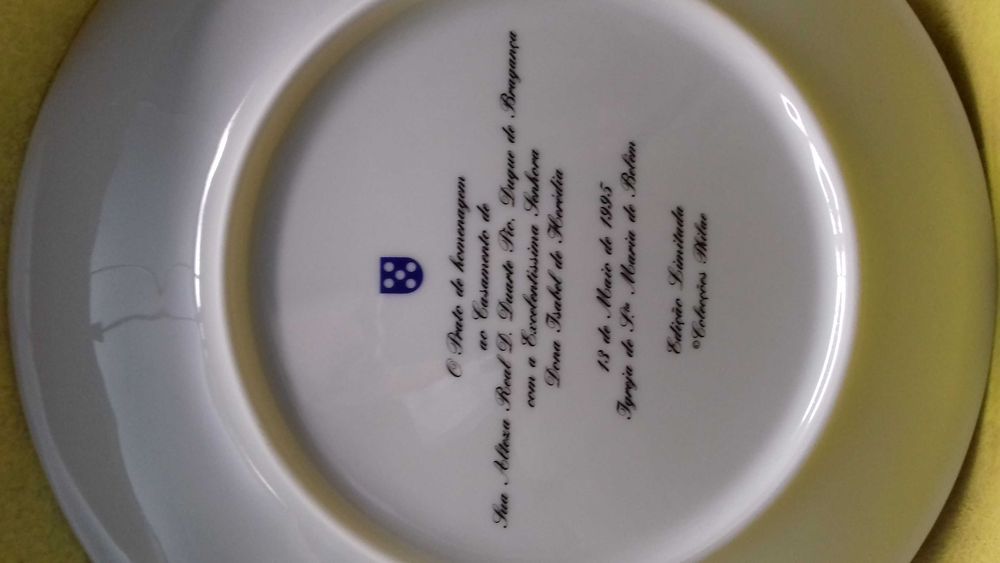 O Prato de homenagem
ao Casamento de
Sua Alteza Real D. Duarte Pio, Duque de Bragança
com a Excelentíssima Senhora
Dona Isabel de Herédia
13 de Maio de 1995
Igreja de Sta Maria de Belém
Edição Limitada
©Coleções Philae